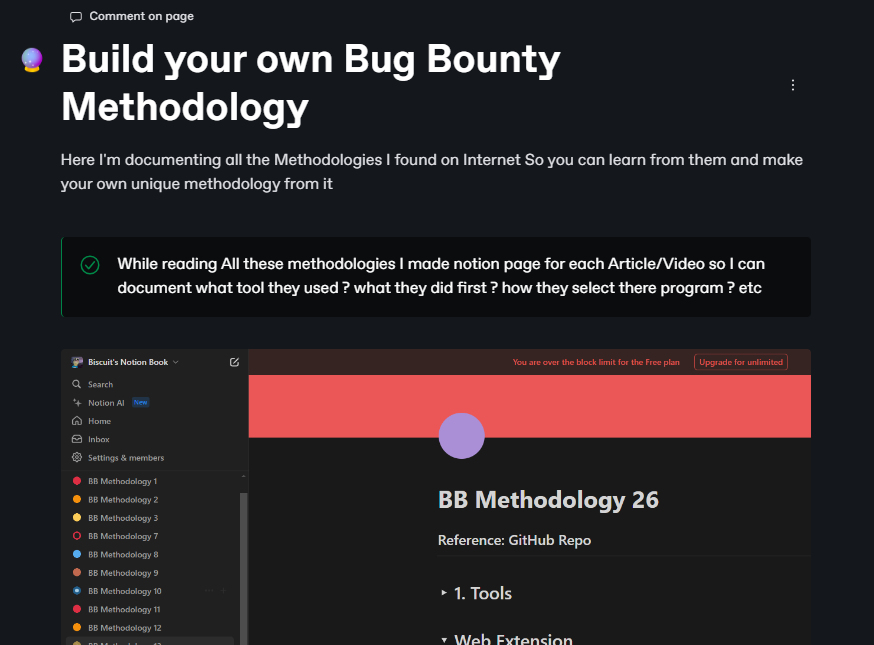 Comment on page
Build your own Bug Bounty
Methodology
Here I'm documenting all the Methodologies I found on Internet So you can learn from them and make
your own unique methodology from it
While reading All these methodologies I made notion page for each Article/Video so I can
document what tool they used ? what they did first ? how they select there program ? etc
Biscuit's Notion Book
You are over the block limit for the Free plan
Upgrade for unlimited
Search
Notion AI New
Home
Inbox
Settings & members
BB Methodology 1
BB Methodology 2
BB Methodology 3
BB Methodology 7
BB Methodology 8
BB Methodology 9
BB Methodology 10
BB Methodology 11
BB Methodology 12
BB Methodology 26
Reference: GitHub Repo
1. Tools
Web Extension